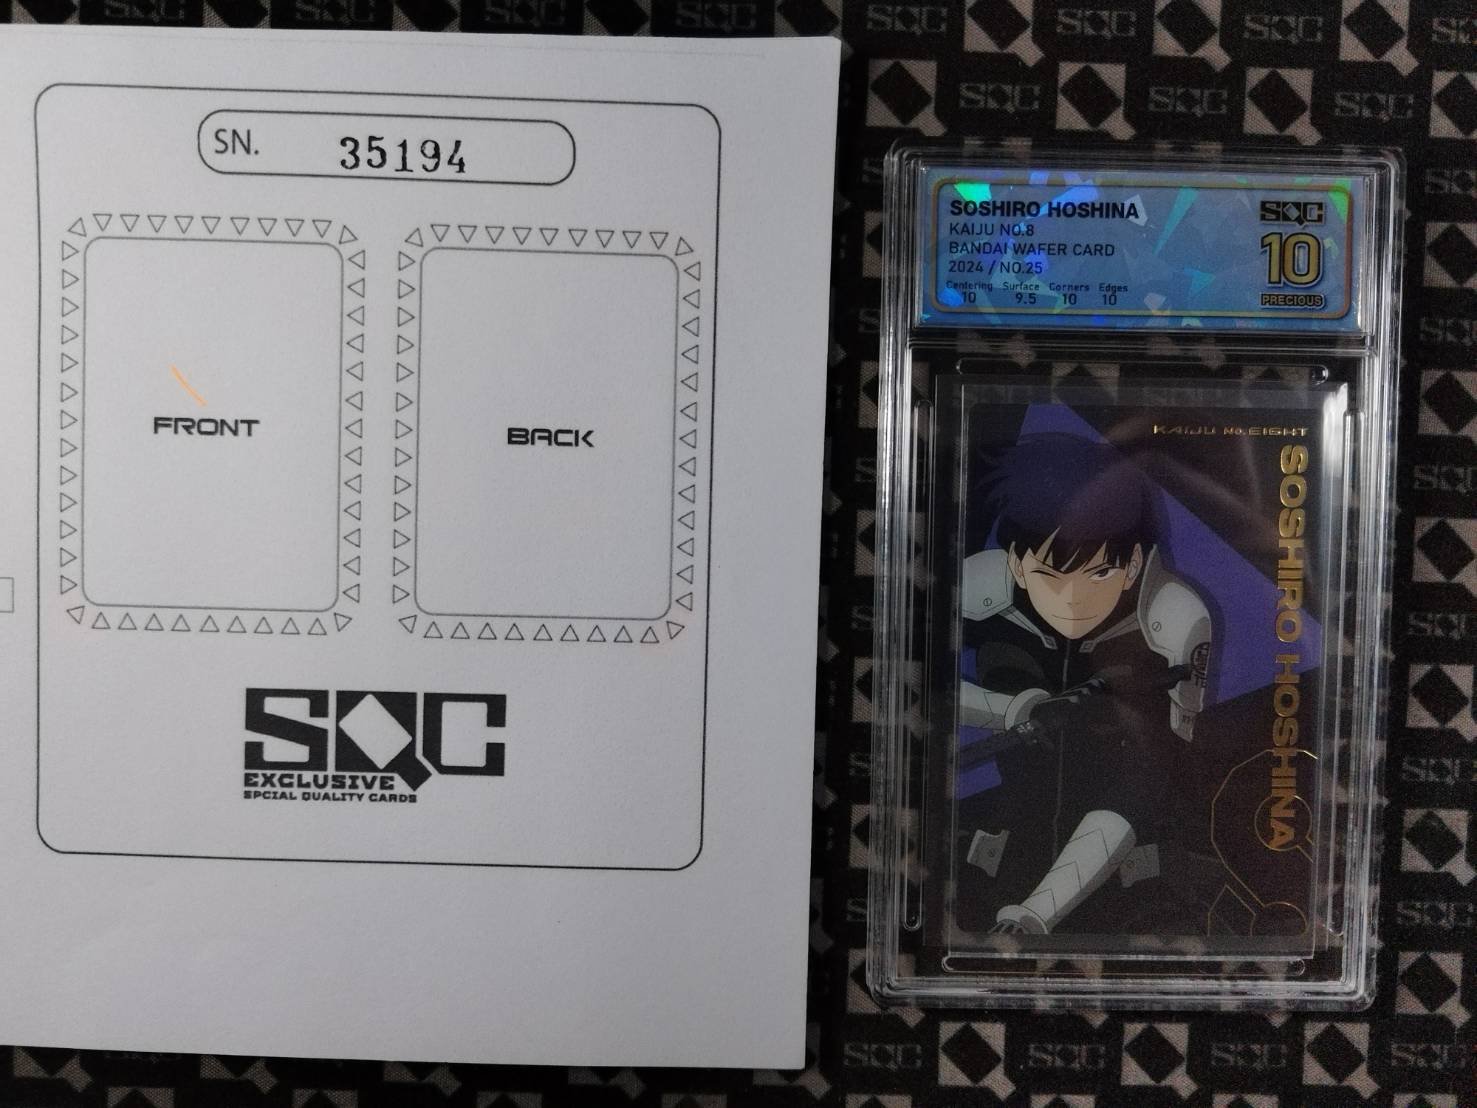 SN. 35194
FRONT
BACK
SQC
EXCLUSIVE
SPCIAL QUALITY CARDS
SOSHIRO HOSHINA
KAIJU NO.8
BANDAI WAFER CARD
2024 / NO.25
Centering Surface Corners Edges
10 9.5 10 10
SQC
10
PRECIOUS
KAIJU No.EIGHT
SOSHIRO HOSHINA